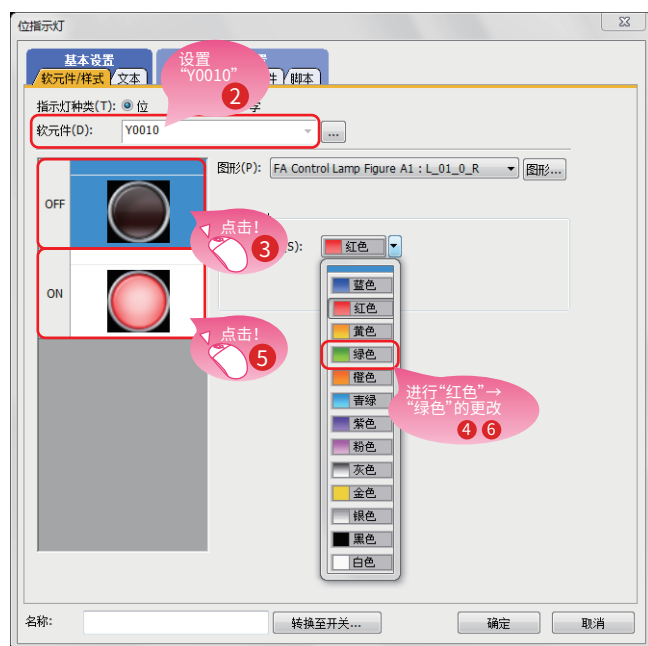 位指示灯
基本设置
置
软元件/样式 文本
件 脚本
设置
“Y0010”
2
指示灯种类(T): 位
字
软元件(D): Y0010 ...
图形(P): FA Control Lamp Figure A1 : L_01_0_R 图形...
OFF
点击!
3
(S): 红色
ON
点击!
5
蓝色
红色
黄色
绿色
橙色
青绿
紫色
粉色
灰色
金色
银色
黑色
白色
进行“红色”→
“绿色”的更改
4 6
名称: 转换至开关... 确定 取消